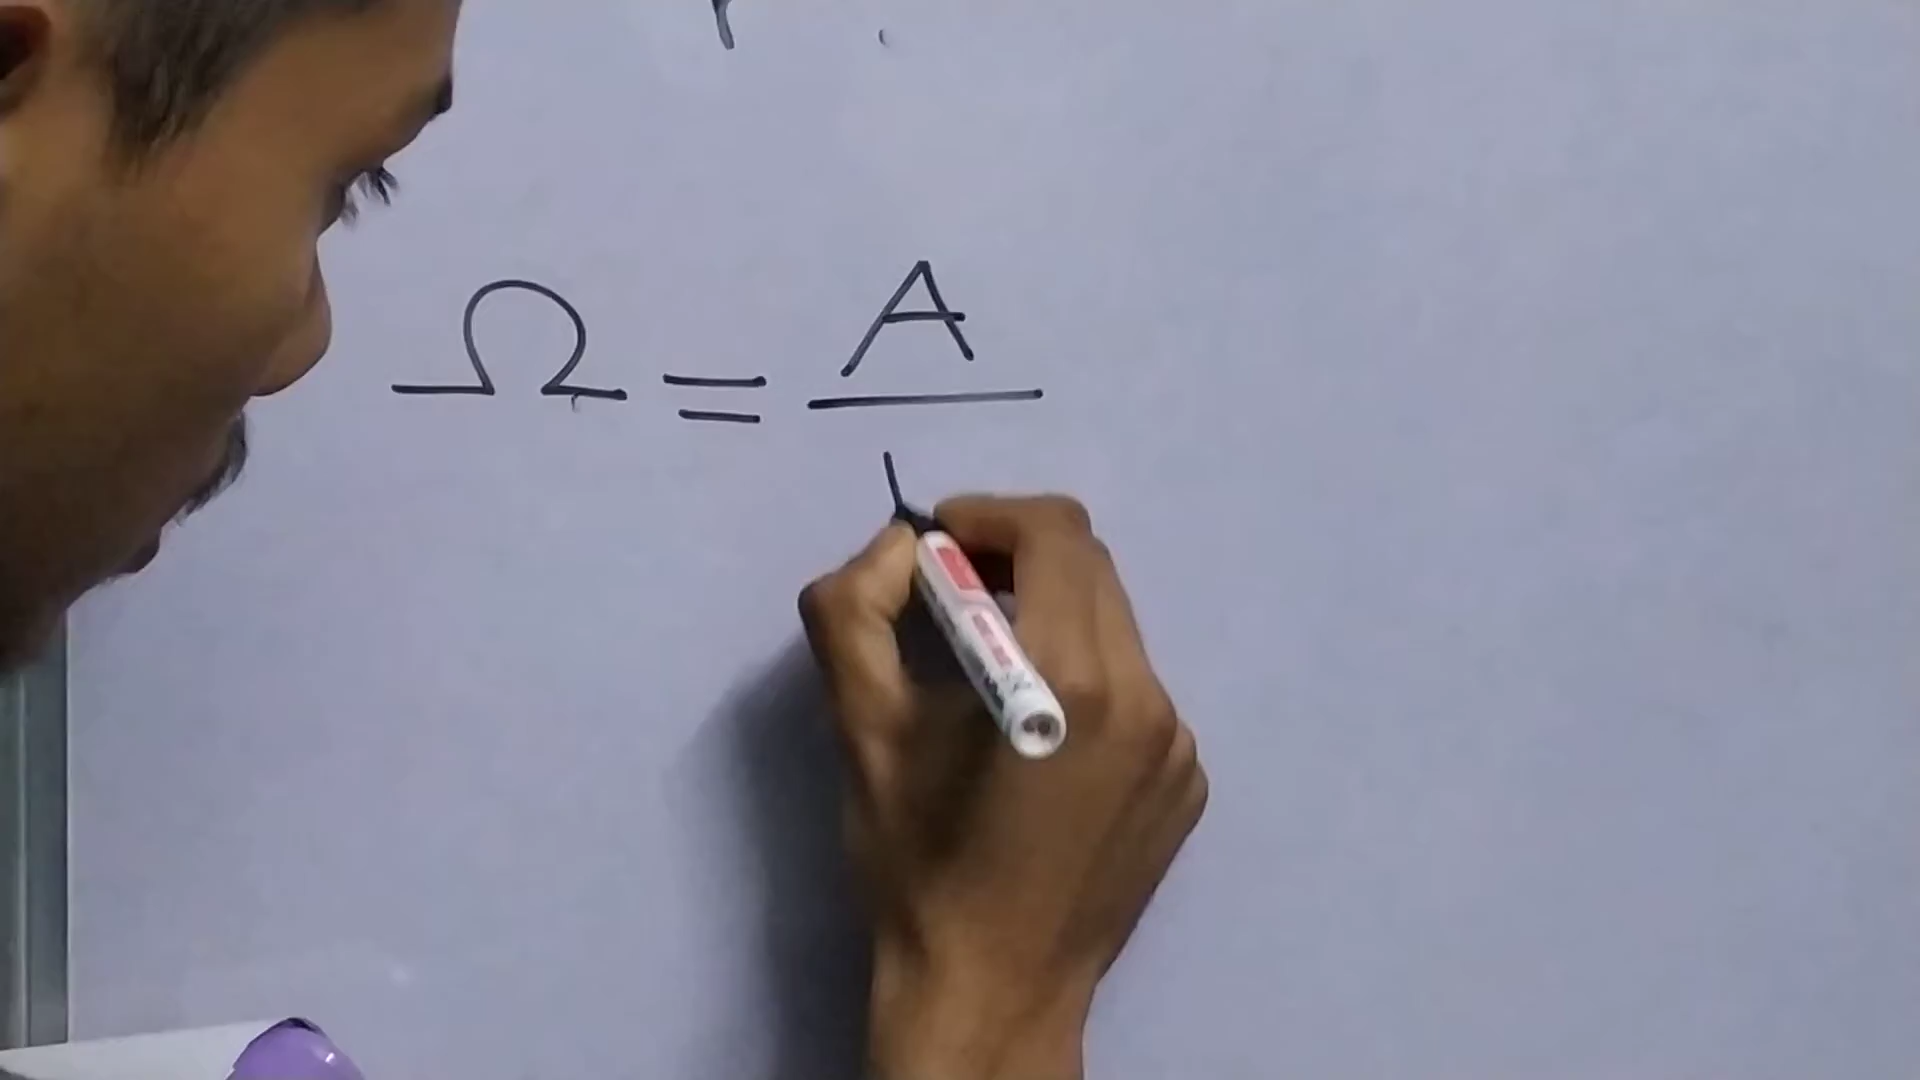 Ω = A